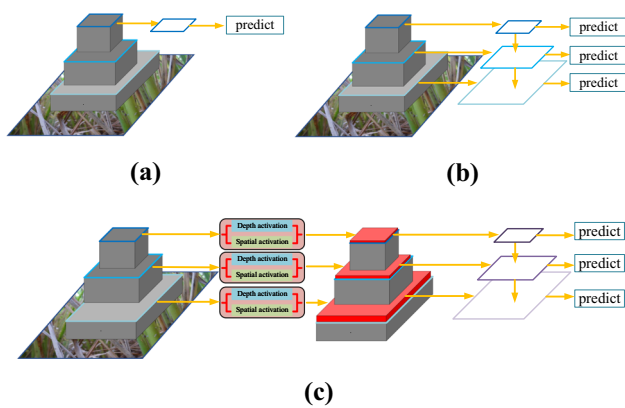 predict
predict
predict
predict
(a)
(b)
Depth activation
Spatial activation
predict
Depth activation
Spatial activation
predict
Depth activation
Spatial activation
predict
(c)